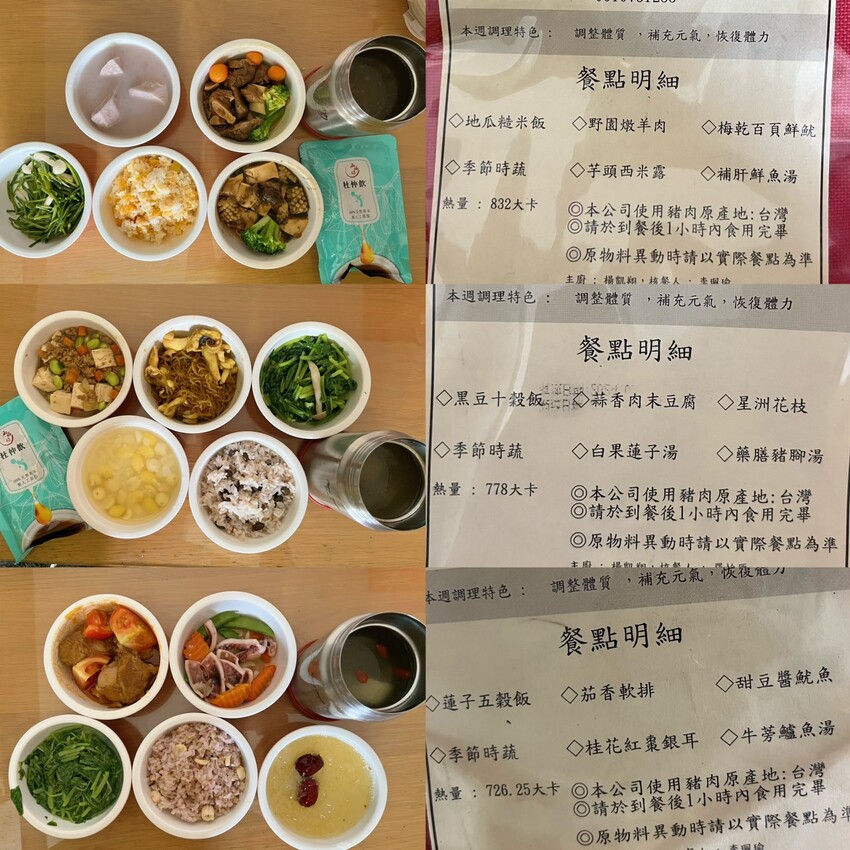 本週調理特色： 調整體質 ，補充元氣，恢復體力
餐點明細
◇地瓜糙米飯 ◇野園燉羊肉 ◇梅乾百頁鮮魷
◇季節時蔬 ◇芋頭西米露 ◇補肝鮮魚湯
熱量： 832大卡
◎本公司使用豬肉原產地:台灣
◎請於到餐後1小時內食用完畢
◎原物料異動時請以實際餐點為準
杜仲飲
本週調理特色： 調整體質 ，補充元氣，恢復體力
餐點明細
◇黑豆十穀飯 ◇蒜香肉末豆腐 ◇星洲花枝
◇季節時蔬 ◇白果蓮子湯 ◇藥膳豬腳湯
熱量： 778大卡
◎本公司使用豬肉原產地:台灣
◎請於到餐後1小時內食用完畢
◎原物料異動時請以實際餐點為準
杜仲飲
本週調理特色： 調整體質 ，補充元氣，恢復體力
餐點明細
◇蓮子五穀飯 ◇茄香軟排 ◇甜豆醬魷魚
◇季節時蔬 ◇桂花紅棗銀耳 ◇牛蒡鱸魚湯
熱量： 726.25大卡
◎本公司使用豬肉原產地:台灣
◎請於到餐後1小時內食用完畢
◎原物料異動時請以實際餐點為準